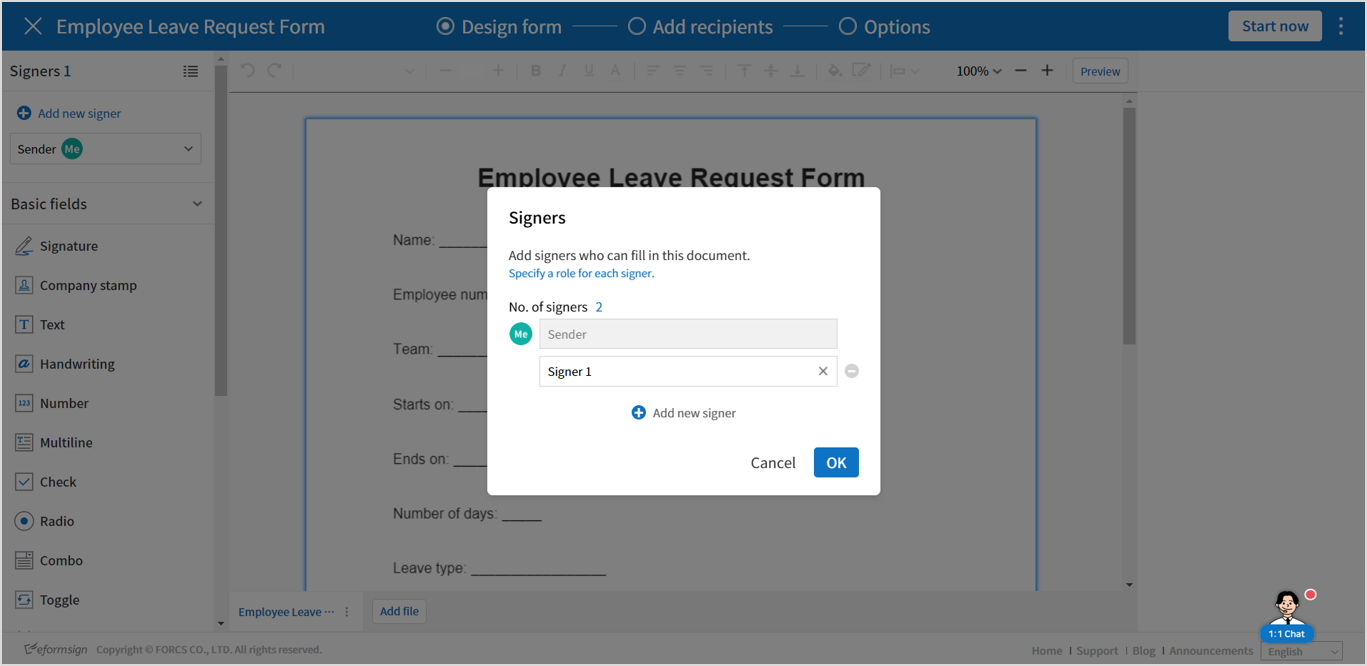 Employee Leave Request Form
Design form
Add recipients
Options
Start now
Signers 1
B I U A
100%
Preview
Add new signer
Sender Me
Basic fields
Signature
Company stamp
Text
Handwriting
Number
Multiline
Check
Radio
Combo
Toggle
Employee Leave Request Form
Name:
Employee num
Team:
Starts on:
Ends on:
Number of days: _____
Leave type: _________________
Signers
Add signers who can fill in this document.
Specify a role for each signer.
No. of signers 2
Me Sender
Signer 1
Add new signer
Cancel
OK
Employee Leave ···
Add file
1:1 Chat
eformsign Copyright © FORCS CO., LTD. All rights reserved.
Home | Support | Blog | Announcements
English